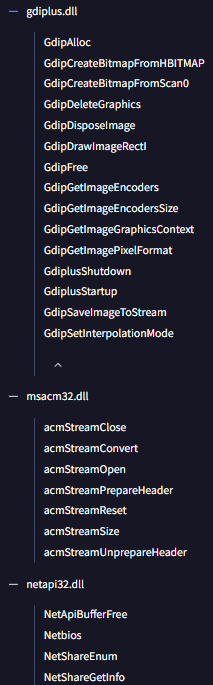 gdiplus.dll
GdipAlloc
GdipCreateBitmapFromHBITMAP
GdipCreateBitmapFromScan0
GdipDeleteGraphics
GdipDisposeImage
GdipDrawImageRectI
GdipFree
GdipGetImageEncoders
GdipGetImageEncodersSize
GdipGetImageGraphicsContext
GdipGetImagePixelFormat
GdiplusShutdown
GdiplusStartup
GdipSaveImageToStream
GdipSetInterpolationMode
msacm32.dll
acmStreamClose
acmStreamConvert
acmStreamOpen
acmStreamPrepareHeader
acmStreamReset
acmStreamSize
acmStreamUnprepareHeader
netapi32.dll
NetApiBufferFree
Netbios
NetShareEnum
NetShareGetInfo